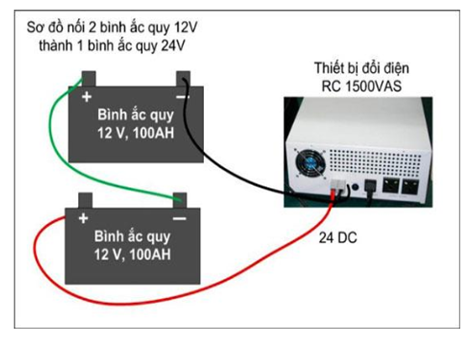 Sơ đồ nối 2 bình ắc quy 12V
thành 1 bình ắc quy 24V
Thiết bị đổi điện
RC 1500VAS
+ −
Bình ắc quy
12 V, 100AH
+ −
Bình ắc quy
12 V, 100AH
24 DC